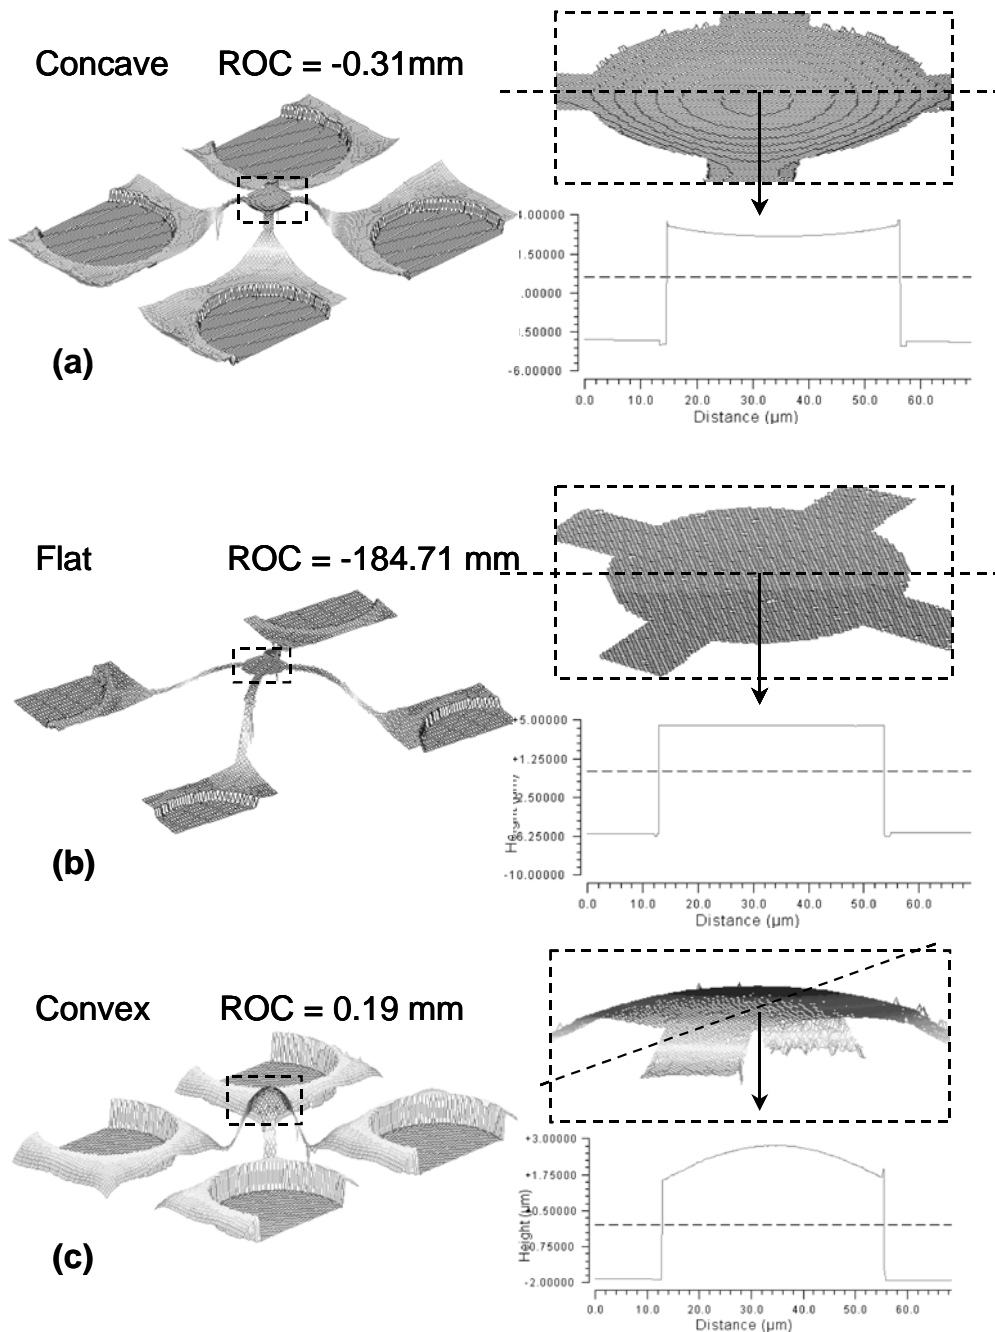 Concave ROC = -0.31mm
4.00000
1.50000
.00000
.50000
-6.00000
0.0 10.0 20.0 30.0 40.0 50.0 60.0
Distance (µm)
(a)
Flat ROC = -184.71 mm
+5.00000
+1.25000
2.50000
6.25000
-10.00000
0.0 10.0 20.0 30.0 40.0 50.0 60.0
Distance (µm)
(b)
Convex ROC = 0.19 mm
+3.00000
+1.75000
0.50000
0.75000
-2.00000
Height (µm)
0.0 10.0 20.0 30.0 40.0 50.0 60.0
Distance (µm)
(c)